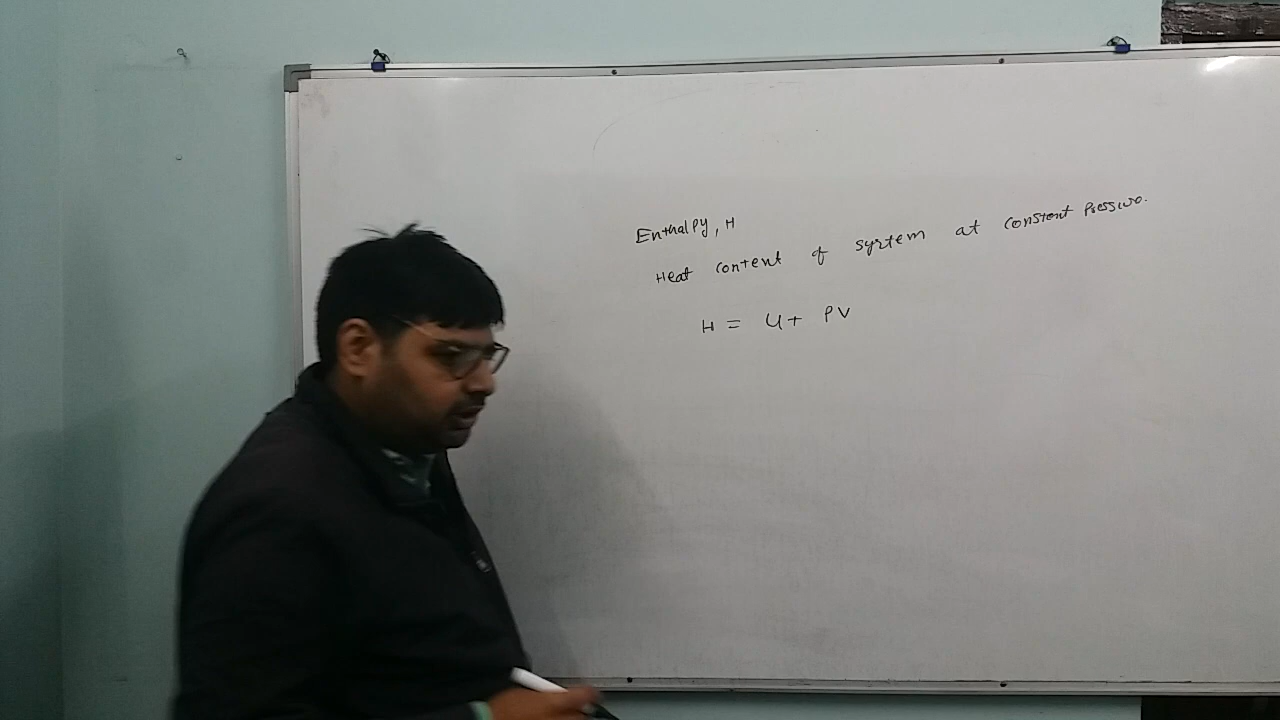 Enthalpy, H
Heat content of system at constant pressure.
H = U + PV